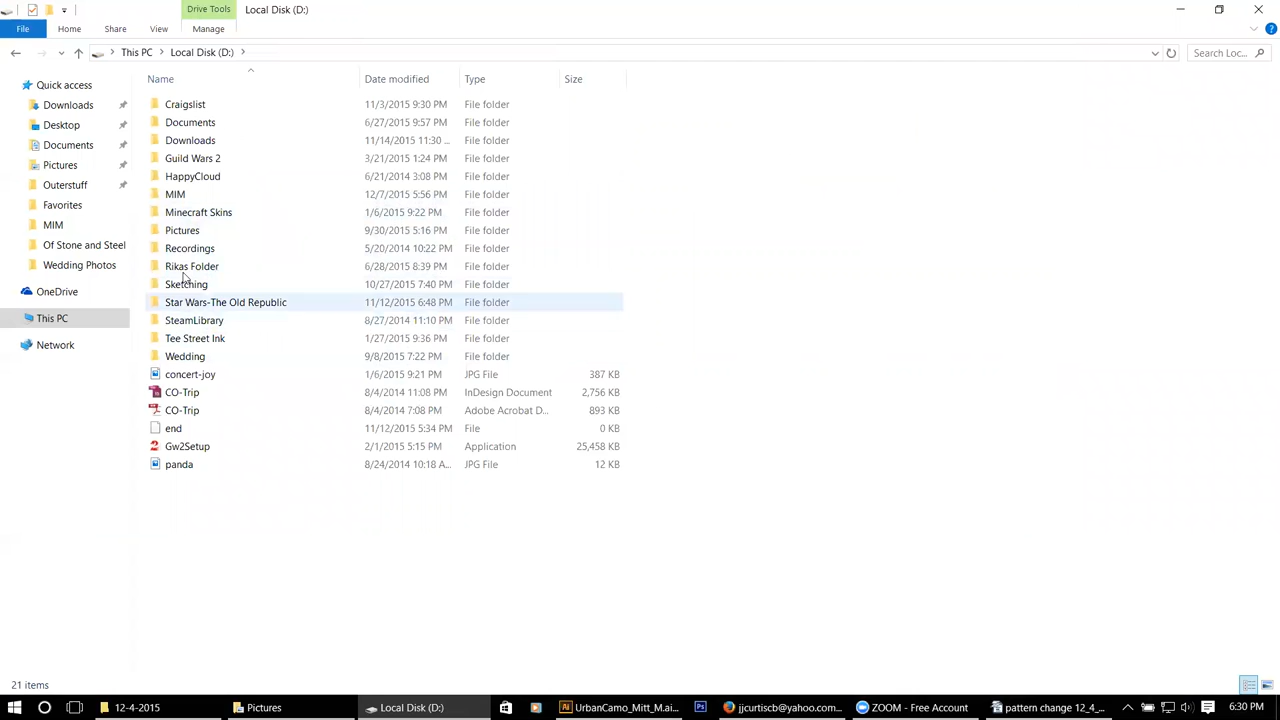 Drive Tools
Local Disk (D:)
File Home Share View Manage
This PC Local Disk (D:)
Search Loc...
Name Date modified Type Size
Quick access
Downloads
Desktop
Documents
Pictures
Outerstuff
Favorites
MIM
Of Stone and Steel
Wedding Photos
OneDrive
This PC
Network
Craigslist 11/3/2015 9:30 PM File folder
Documents 6/27/2015 9:57 PM File folder
Downloads 11/14/2015 11:30 ... File folder
Guild Wars 2 3/21/2015 1:24 PM File folder
HappyCloud 6/21/2014 3:08 PM File folder
MIM 12/7/2015 5:56 PM File folder
Minecraft Skins 1/6/2015 9:22 PM File folder
Pictures 9/30/2015 5:16 PM File folder
Recordings 5/20/2014 10:22 PM File folder
Rikas Folder 6/28/2015 8:39 PM File folder
Sketching 10/27/2015 7:40 PM File folder
Star Wars-The Old Republic 11/12/2015 6:48 PM File folder
SteamLibrary 8/27/2014 11:10 PM File folder
Tee Street Ink 1/27/2015 9:36 PM File folder
Wedding 9/8/2015 7:22 PM File folder
concert-joy 1/6/2015 9:21 PM JPG File 387 KB
CO-Trip 8/4/2014 11:08 PM InDesign Document 2,756 KB
CO-Trip 8/4/2014 7:08 PM Adobe Acrobat D... 893 KB
end 11/12/2015 5:34 PM File 0 KB
Gw2Setup 2/1/2015 5:15 PM Application 25,458 KB
panda 8/24/2014 10:18 A... JPG File 12 KB
21 items
12-4-2015 Pictures Local Disk (D:) UrbanCamo_Mitt_M.ai... jjcurtiscb@yahoo.com... ZOOM - Free Account pattern change 12_4_... 6:30 PM